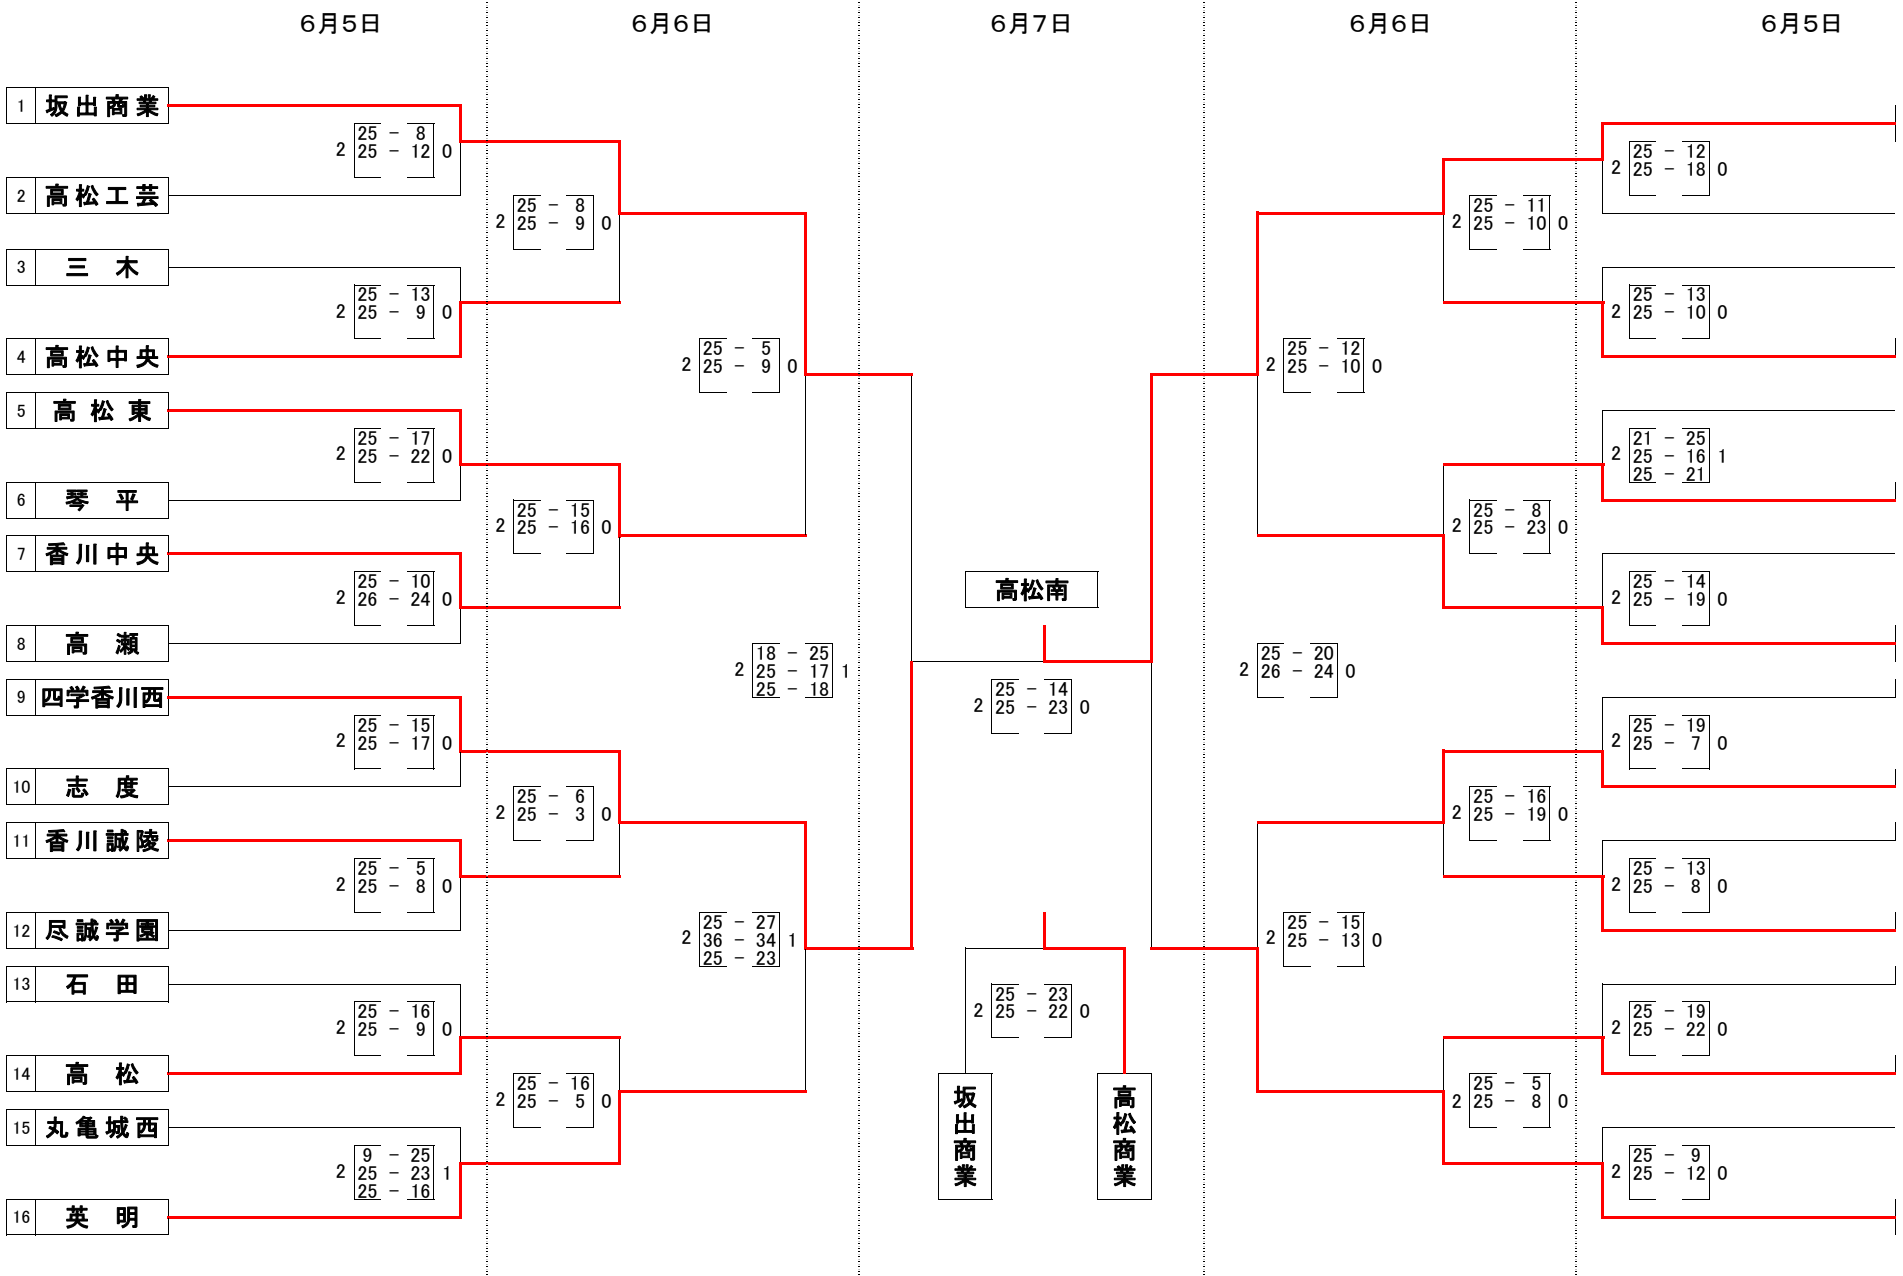 6月5日
6月6日
6月7日
6月6日
6月5日
1 坂出商業
2 25 - 8 0
25 - 12
2 高松工芸
2 25 - 8 0
25 - 9
3 三木
2 25 - 13 0
25 - 9
4 高松中央
2 25 - 5 0
25 - 9
5 高松東
2 25 - 17 0
25 - 22
6 琴平
2 25 - 15 0
25 - 16
7 香川中央
2 25 - 10 0
26 - 24
8 高瀬
2 18 - 25 1
25 - 17
25 - 18
9 四学香川西
2 25 - 15 0
25 - 17
10 志度
2 25 - 6 0
25 - 3
11 香川誠陵
2 25 - 5 0
25 - 8
12 尽誠学園
2 25 - 27 1
36 - 34
25 - 23
13 石田
2 25 - 16 0
25 - 9
14 高松
2 25 - 16 0
25 - 5
15 丸亀城西
2 9 - 25 1
25 - 23
25 - 16
16 英明
高松南
2 25 - 14 0
25 - 23
2 25 - 23 0
25 - 22
坂出商業
高松商業
2 25 - 12 0
25 - 18
2 25 - 11 0
25 - 10
2 25 - 13 0
25 - 10
2 25 - 12 0
25 - 10
2 21 - 25 1
25 - 16
25 - 21
2 25 - 8 0
25 - 23
2 25 - 14 0
25 - 19
2 25 - 20 0
26 - 24
2 25 - 19 0
25 - 7
2 25 - 16 0
25 - 19
2 25 - 13 0
25 - 8
2 25 - 15 0
25 - 13
2 25 - 19 0
25 - 22
2 25 - 5 0
25 - 8
2 25 - 9 0
25 - 12